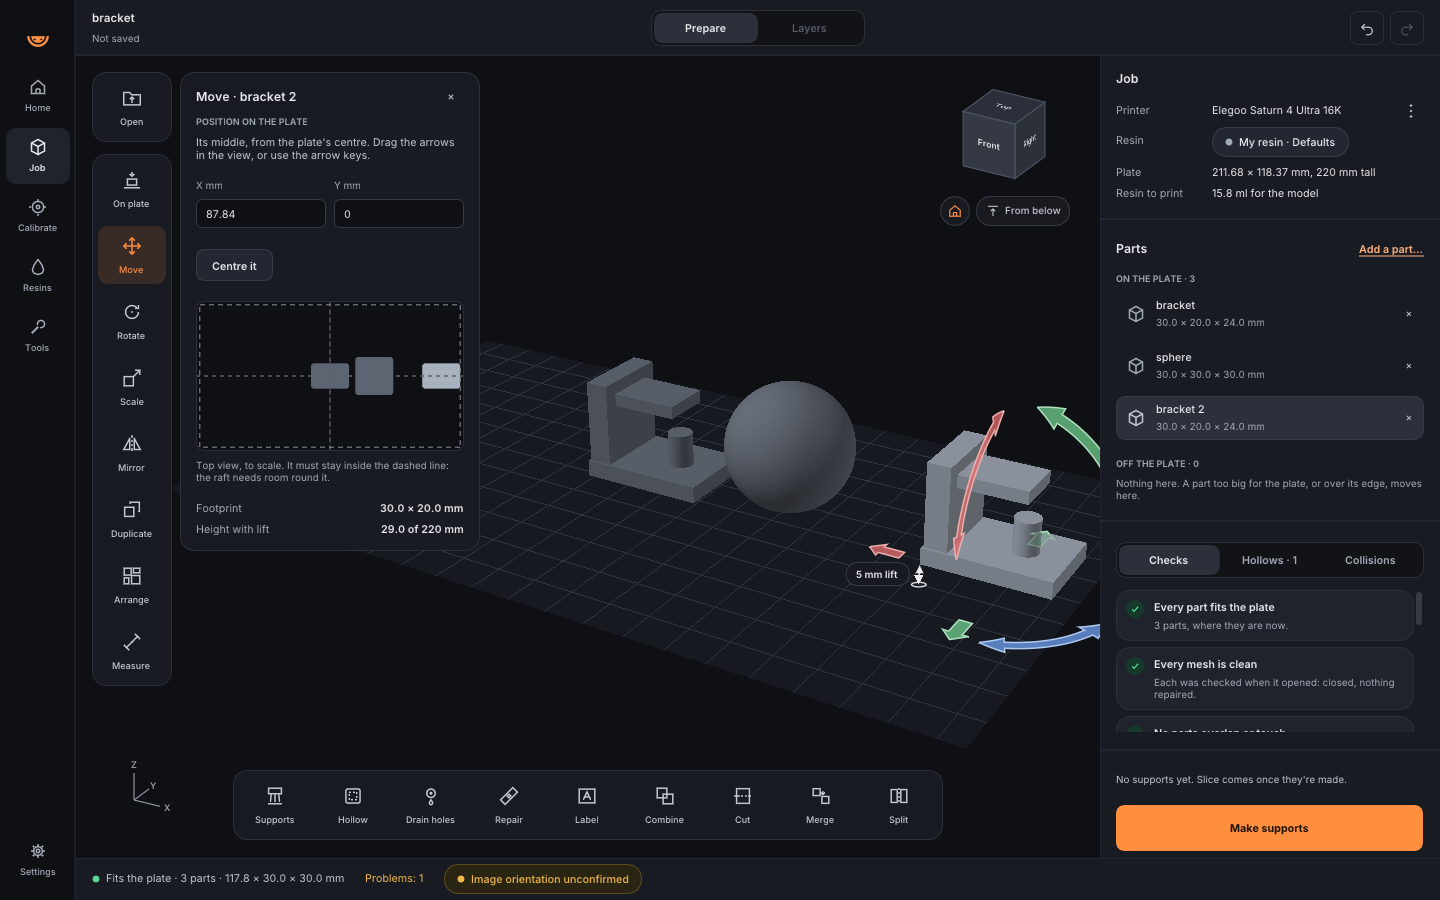 bracket
Not saved
Prepare
Layers
Home
Job
Calibrate
Resins
Tools
Settings
Open
On plate
Move
Rotate
Scale
Mirror
Duplicate
Arrange
Measure
Move · bracket 2
POSITION ON THE PLATE
Its middle, from the plate's centre. Drag the arrows
in the view, or use the arrow keys.
X mm
Y mm
87.84
0
Centre it
Top view, to scale. It must stay inside the dashed line:
the raft needs room round it.
Footprint
30.0 × 20.0 mm
Height with lift
29.0 of 220 mm
Top
Front
Right
From below
5 mm lift
Z
Y
X
Supports
Hollow
Drain holes
Repair
Label
Combine
Cut
Merge
Split
Job
Printer
Elegoo Saturn 4 Ultra 16K
Resin
My resin · Defaults
Plate
211.68 × 118.37 mm, 220 mm tall
Resin to print
15.8 ml for the model
Parts
Add a part...
ON THE PLATE · 3
bracket
30.0 × 20.0 × 24.0 mm
sphere
30.0 × 30.0 × 30.0 mm
bracket 2
30.0 × 20.0 × 24.0 mm
OFF THE PLATE · 0
Nothing here. A part too big for the plate, or over its edge, moves
here.
Checks
Hollows · 1
Collisions
Every part fits the plate
3 parts, where they are now.
Every mesh is clean
Each was checked when it opened: closed, nothing
repaired.
No parts overlap or touch
No supports yet. Slice comes once they're made.
Make supports
Fits the plate · 3 parts · 117.8 × 30.0 × 30.0 mm
Problems: 1
Image orientation unconfirmed